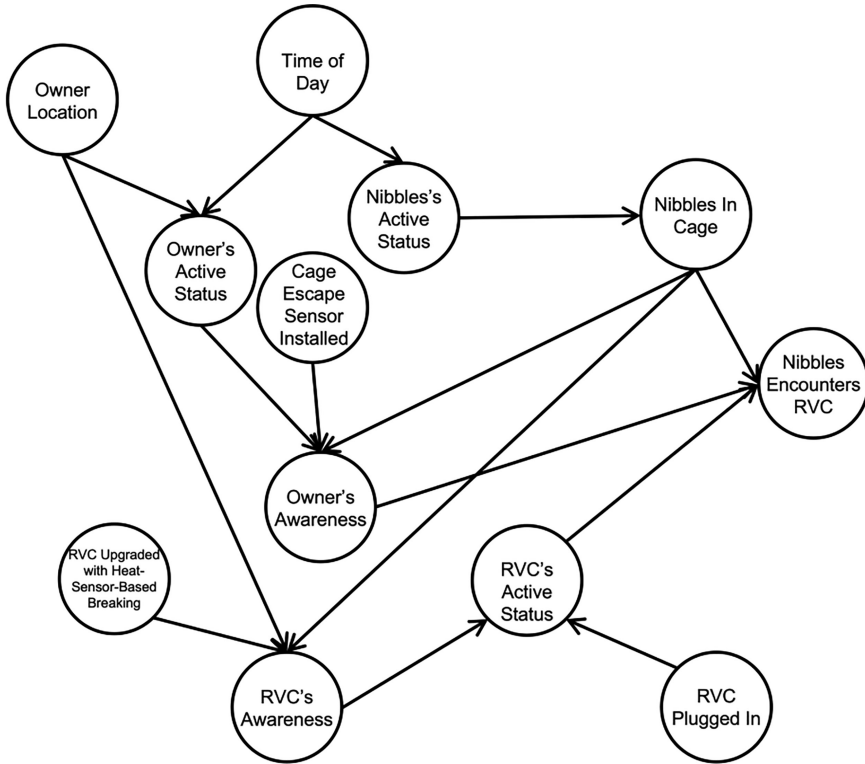 Time of
Day
Owner
Location
Nibbles's
Active
Status
Nibbles In
Cage
Owner's
Active
Status
Cage
Escape
Sensor
Installed
Nibbles
Encounters
RVC
Owner's
Awareness
RVC Upgraded
with Heat-
Sensor-Based
Breaking
RVC's
Active
Status
RVC's
Awareness
RVC
Plugged In